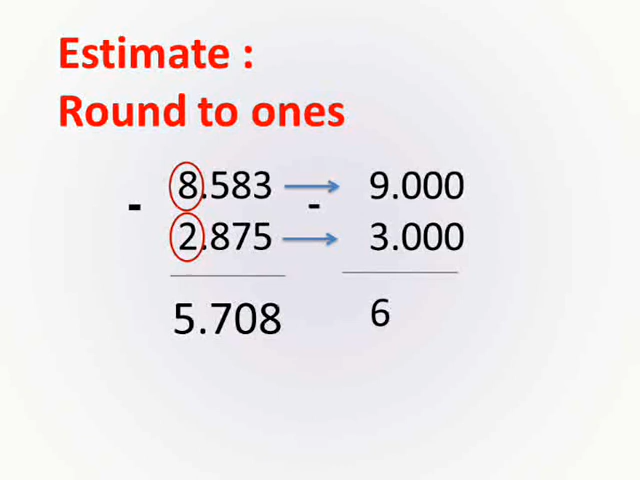 Estimate :
Round to ones
8.583 → 9.000
- 2.875 - → 3.000
5.708 6